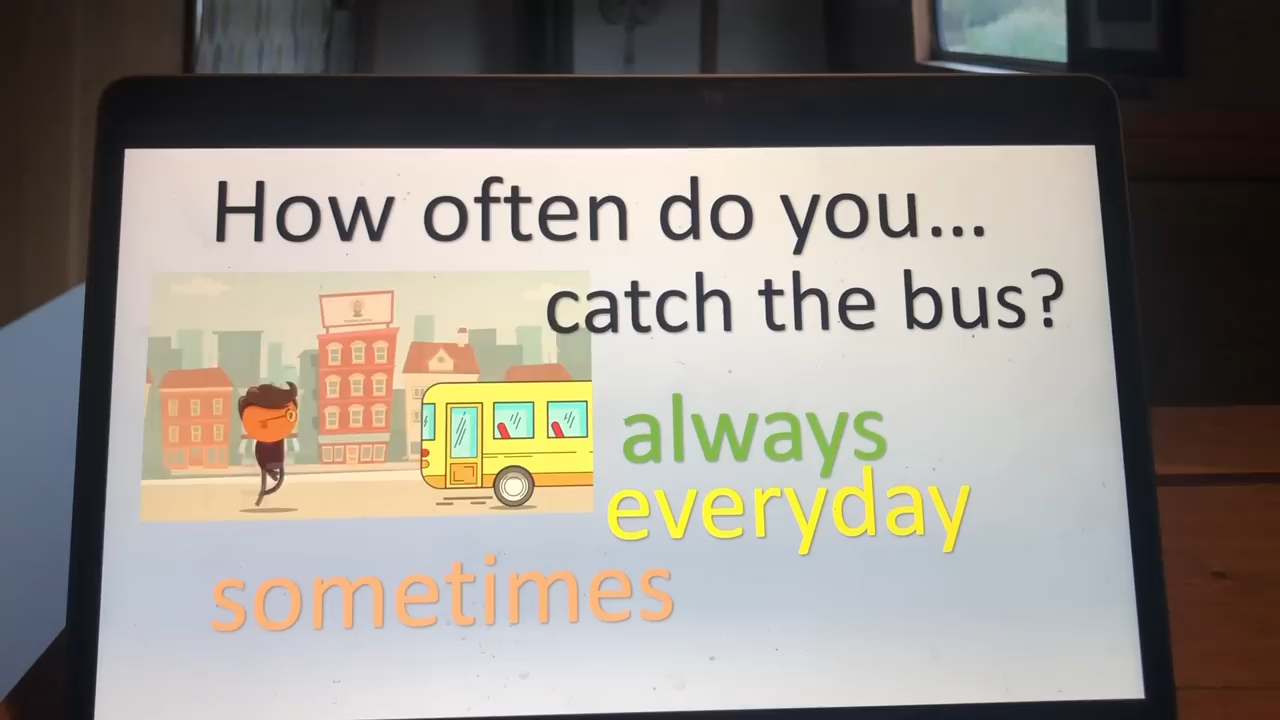 How often do you...
catch the bus?
always
everyday
sometimes